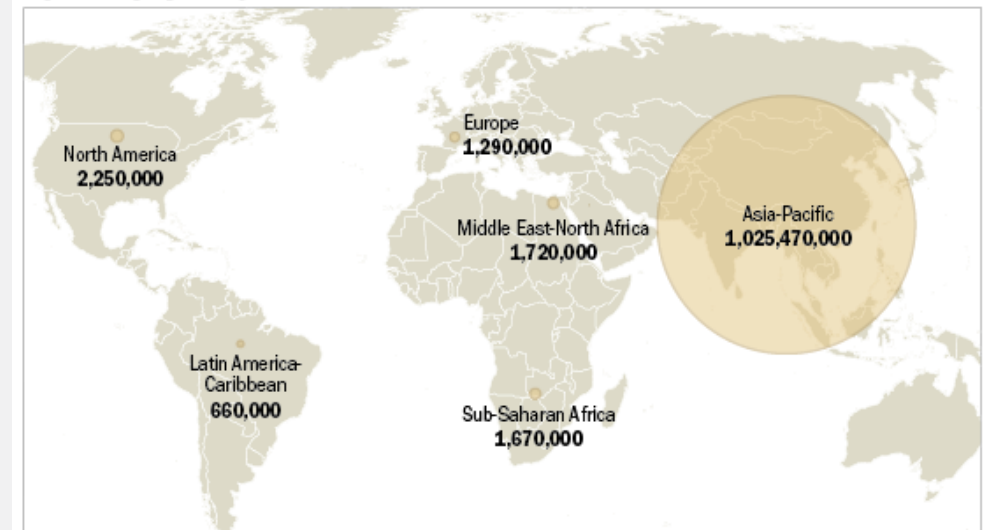 North America
2,250,000
Europe
1,290,000
Middle East-North Africa
1,720,000
Asia-Pacific
1,025,470,000
Latin America-
Caribbean
660,000
Sub-Saharan Africa
1,670,000